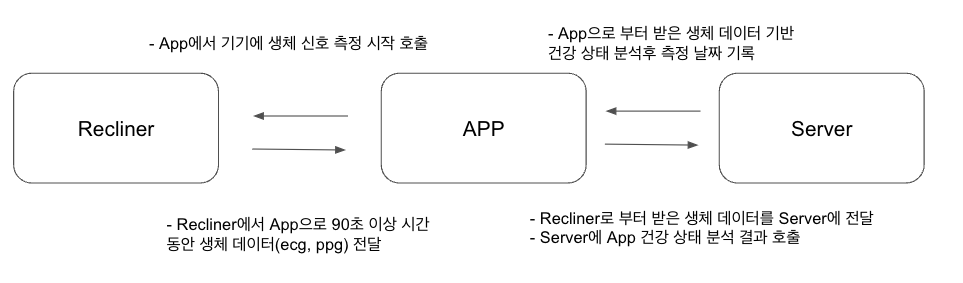 - App에서 기기에 생체 신호 측정 시작 호출
- App으로 부터 받은 생체 데이터 기반
건강 상태 분석후 측정 날짜 기록
Recliner
APP
Server
- Recliner에서 App으로 90초 이상 시간
동안 생체 데이터(ecg, ppg) 전달
- Recliner로 부터 받은 생체 데이터를 Server에 전달
- Server에 App 건강 상태 분석 결과 호출